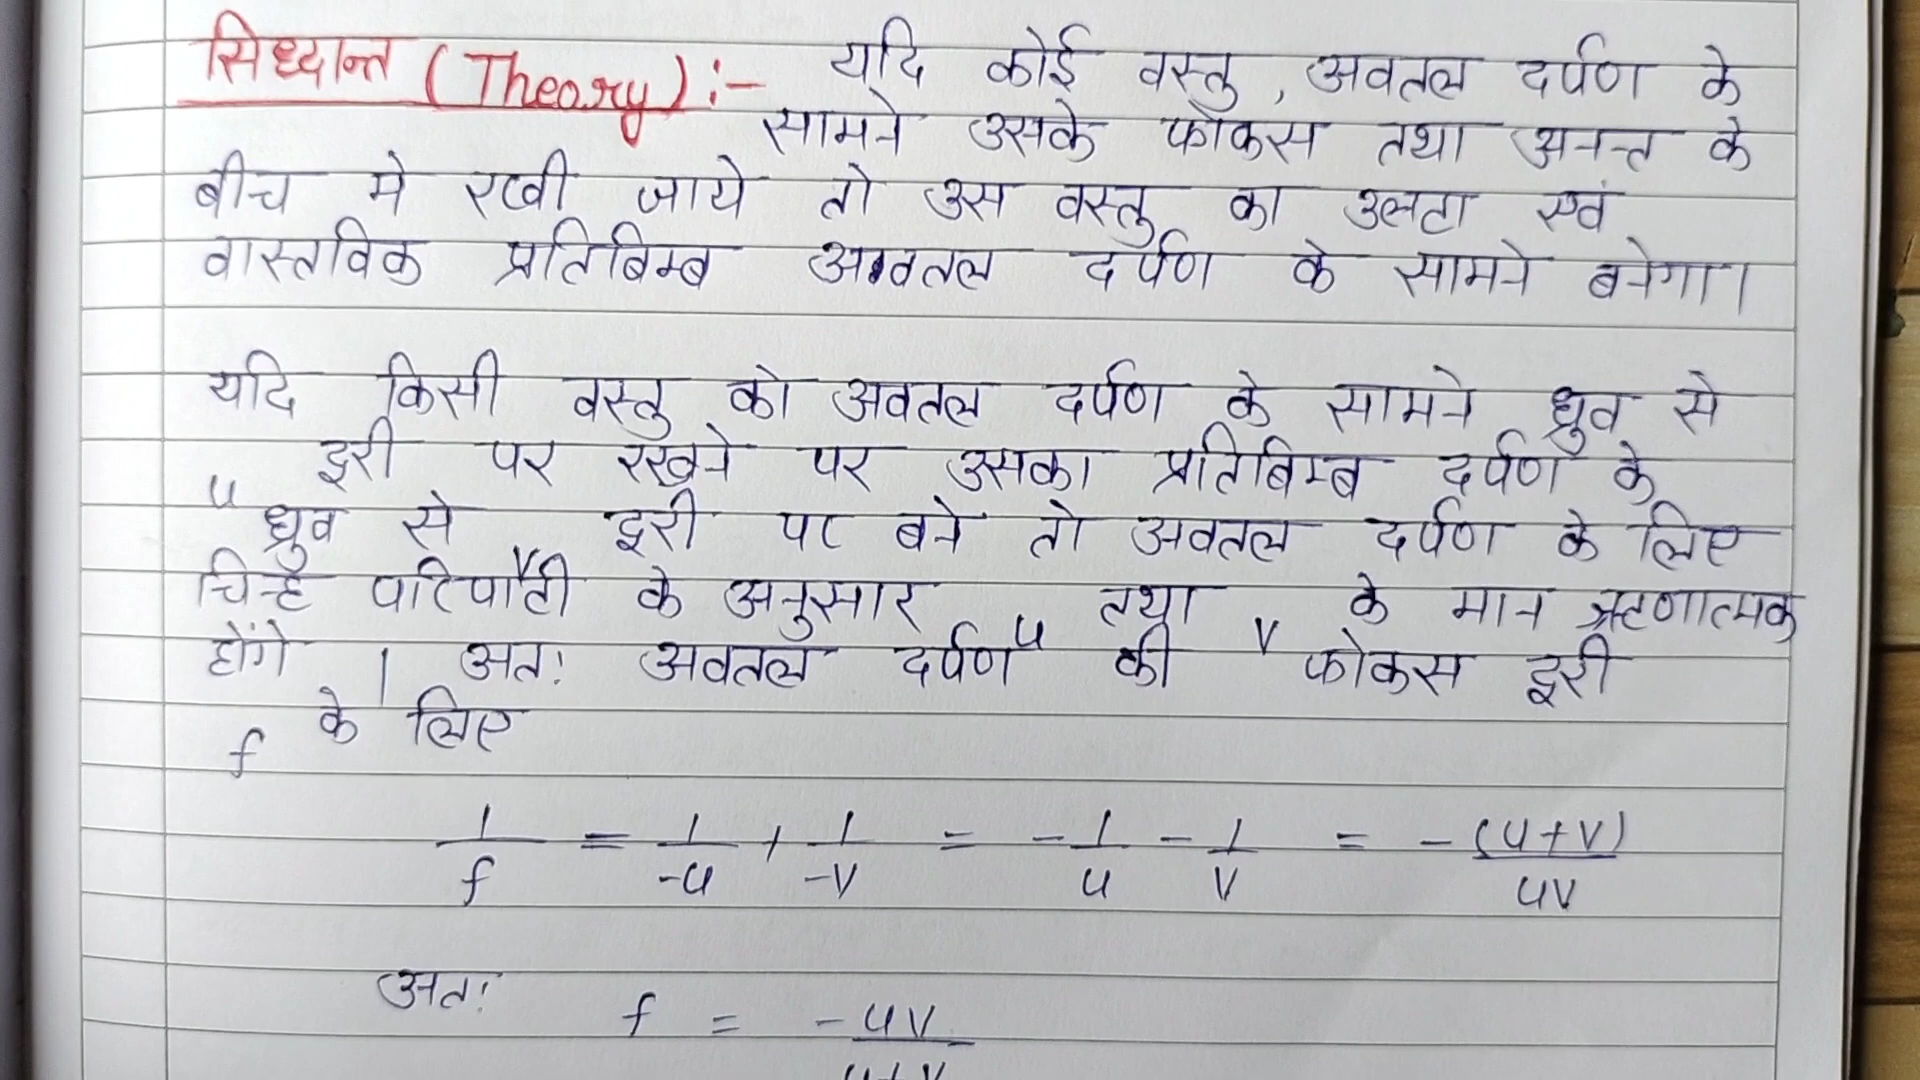 सिध्दान्त (Theory) :- यदि कोई वस्तु, अवतल दर्पण के
सामने उसके फोकस तथा अनन्त के
बीच मे रखी जाये तो उस वस्तु का उलटा एवं
वास्तविक प्रतिबिम्ब अवतल दर्पण के सामने बनेगा।
यदि किसी वस्तु को अवतल दर्पण के सामने ध्रुव से
u दूरी पर रखने पर उसका प्रतिबिम्ब दर्पण के
ध्रुव से v दूरी पर बने तो अवतल दर्पण के लिए
चिन्ह परिपाटी के अनुसार u तथा v के मान ऋणात्मक
होंगे । अतः अवतल दर्पण की फोकस दूरी
f के लिए
1/f = 1/-u + 1/-v = -1/u - 1/v = -(u+v)/uv
अतः f = -uv/u+v